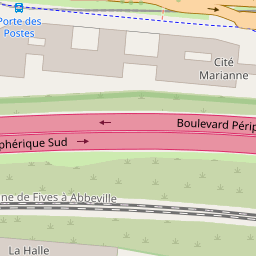 Porte des
Postes
Cité
Marianne
Boulevard Périp
phérique Sud
ne de Fives à Abbeville
La Halle